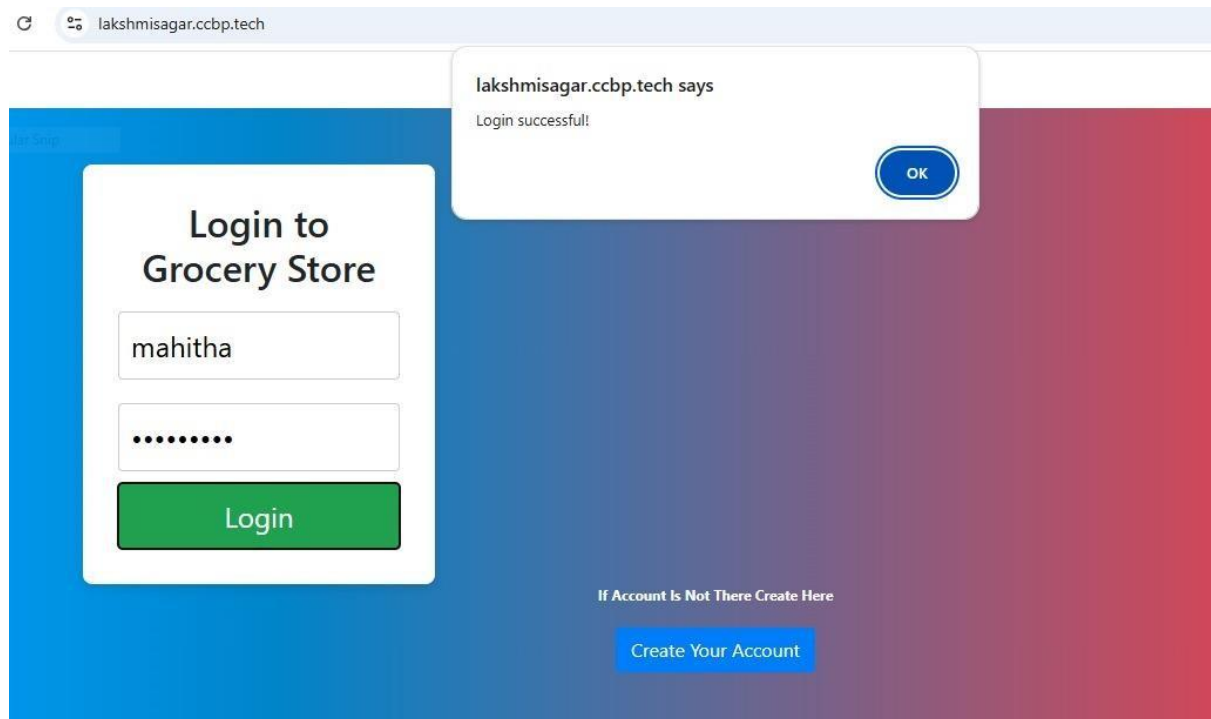 lakshmisagar.ccbp.tech
lakshmisagar.ccbp.tech says
Login successful!
OK
Login to
Grocery Store
mahitha
•••••••••
Login
If Account Is Not There Create Here
Create Your Account